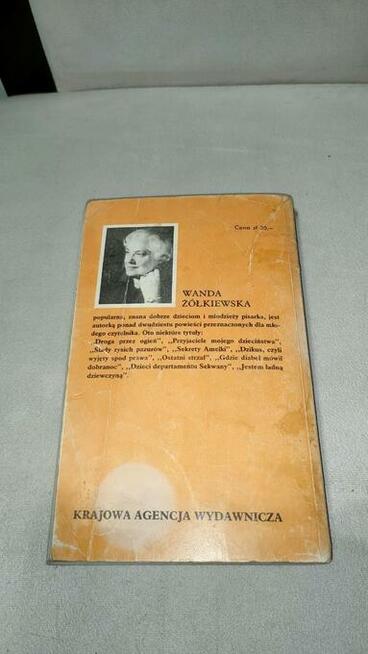 Cena zł 35,—
WANDA
ŻÓŁKIEWSKA
popularna, znana dobrze dzieciom i młodzieży pisarka, jest
autorką ponad dwudziestu powieści przeznaczonych dla mło-
dego czytelnika. Oto niektóre tytuły:
„Droga przez ogień", „Przyjaciele mojego dzieciństwa",
„Ślady rysich pazurów", „Sekrety Amelki", „Dzikus, czyli
wyjęty spod prawa", „Ostatni strzał", „Gdzie diabeł mówił
dobranoc", „Dzieci departamentu Sekwany", „Jestem ładną
dziewczyną".
KRAJOWA AGENCJA WYDAWNICZA